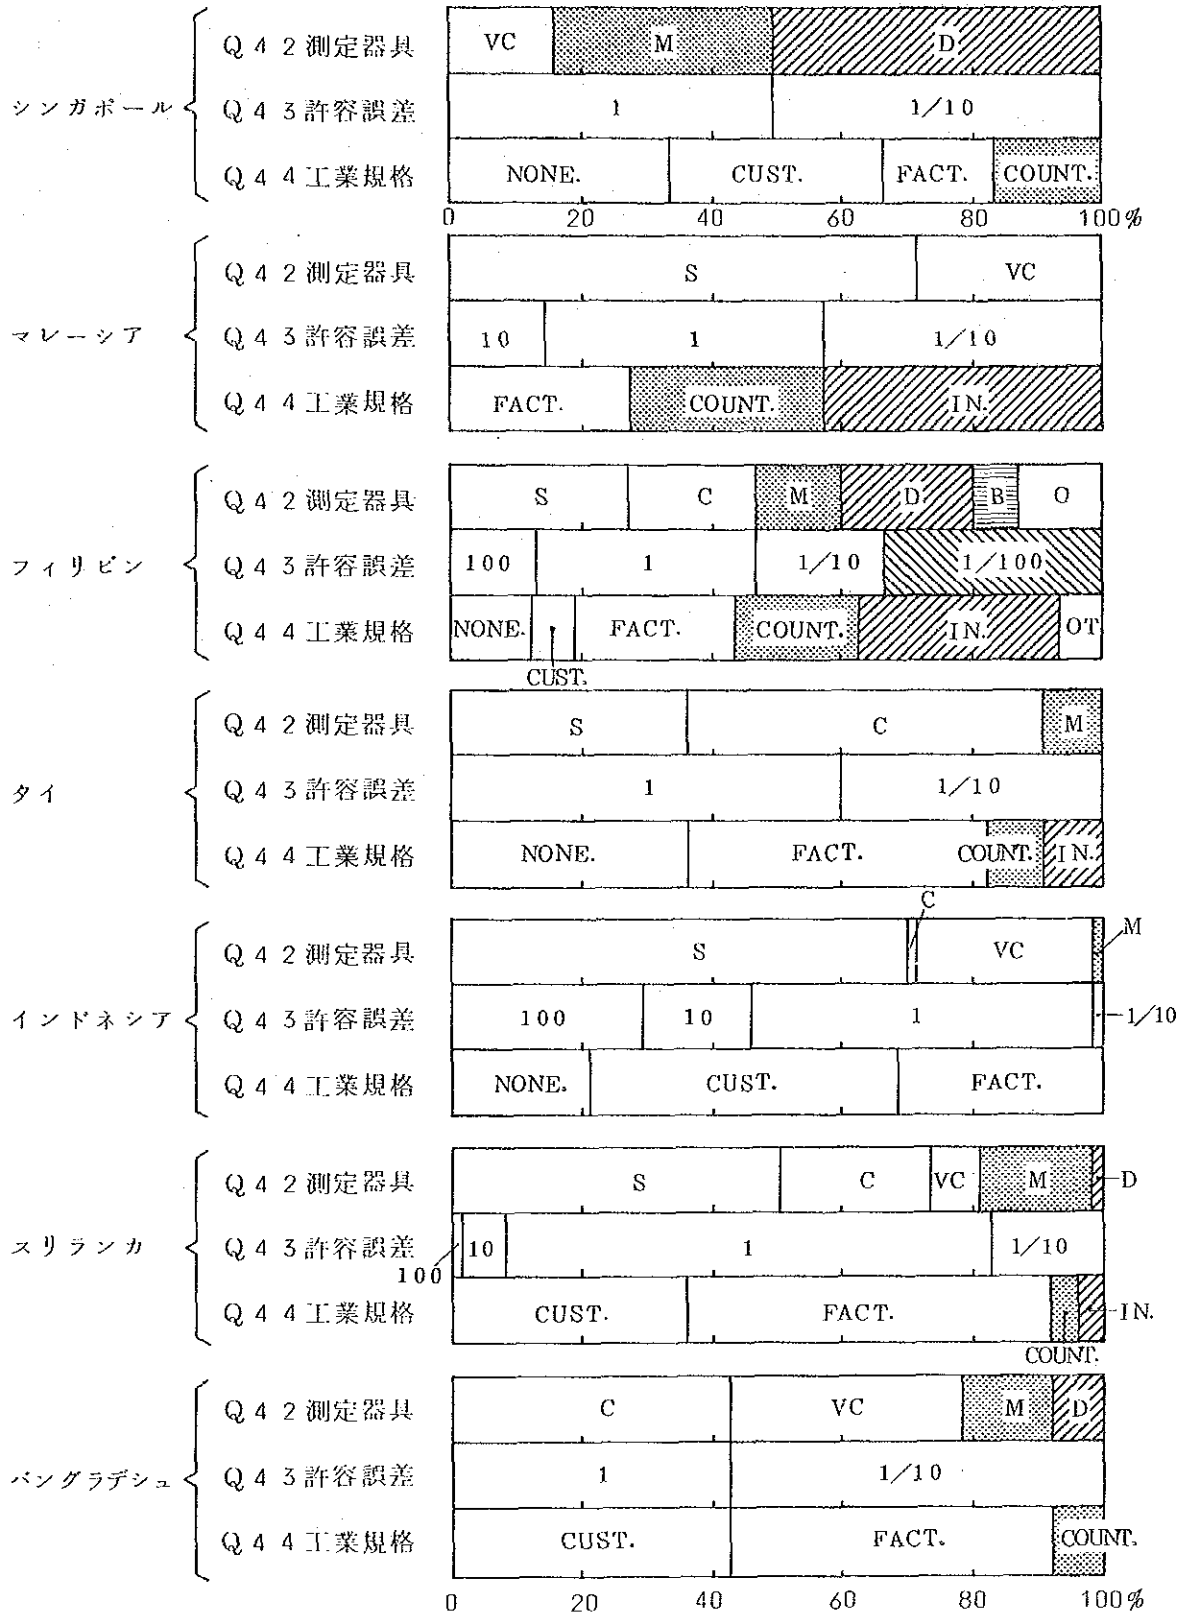 Q42測定器具 VC M D
シンガポール Q43許容誤差 1 1/10
Q44工業規格 NONE. CUST. FACT. COUNT.
0 20 40 60 80 100%
Q42測定器具 S VC
マレーシア Q43許容誤差 10 1 1/10
Q44工業規格 FACT. COUNT. IN.
Q42測定器具 S C M D B O
フィリピン Q43許容誤差 100 1 1/10 1/100
Q44工業規格 NONE. FACT. COUNT. IN. OT
CUST.
Q42測定器具 S C M
タイ Q43許容誤差 1 1/10
Q44工業規格 NONE. FACT. COUNT. IN.
C
Q42測定器具 S VC M
インドネシア Q43許容誤差 100 10 1 1/10
Q44工業規格 NONE. CUST. FACT.
Q42測定器具 S C VC M D
スリランカ Q43許容誤差 10 1 1/10
100
Q44工業規格 CUST. FACT. IN.
COUNT.
Q42測定器具 C VC M D
バングラデシュ Q43許容誤差 1 1/10
Q44工業規格 CUST. FACT. COUNT.
0 20 40 60 80 100%